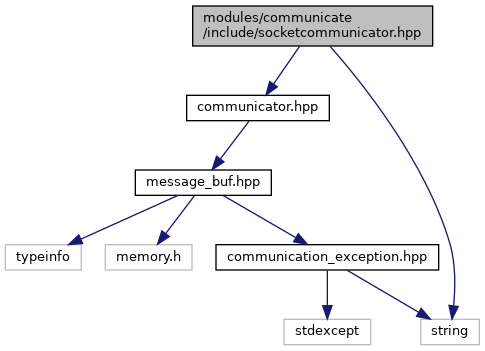 modules/communicate
/include/socketcommunicator.hpp
communicator.hpp
message_buf.hpp
typeinfo
memory.h
communication_exception.hpp
stdexcept
string